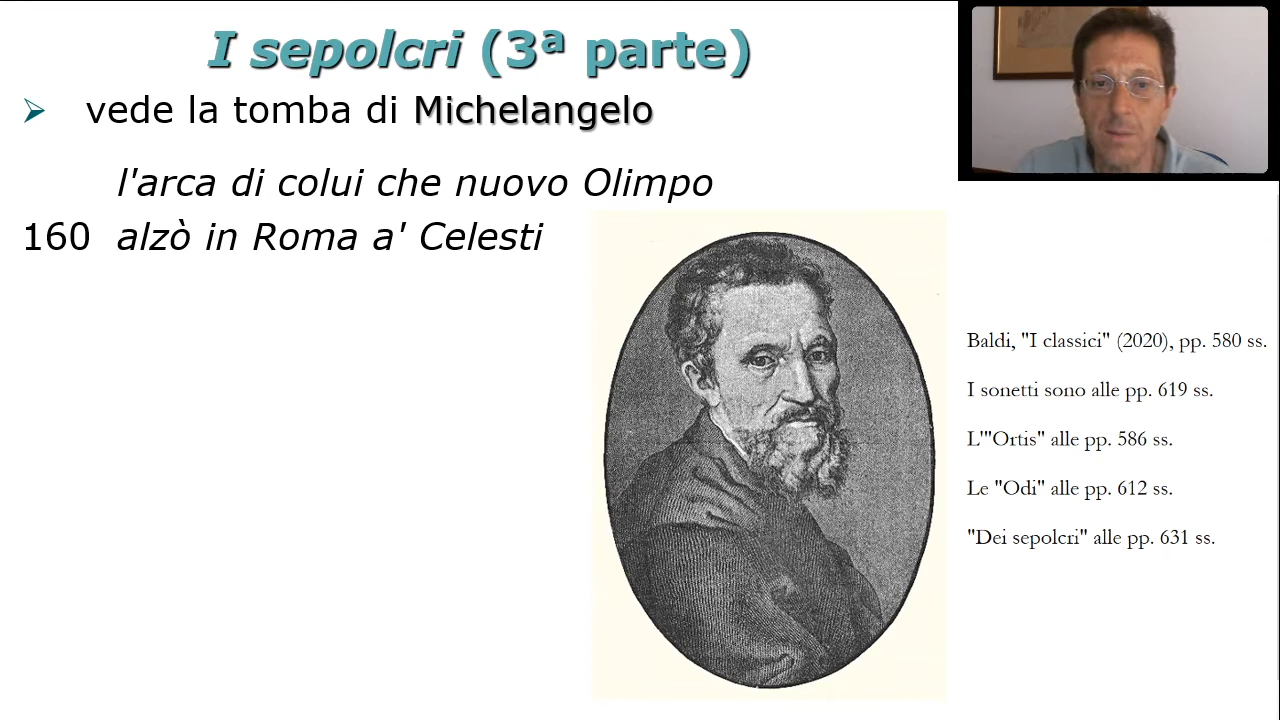 I sepolcri (3ª parte)
vede la tomba di Michelangelo
l'arca di colui che nuovo Olimpo
160 alzò in Roma a' Celesti
Baldi, "I classici" (2020), pp. 580 ss.
I sonetti sono alle pp. 619 ss.
L'"Ortis" alle pp. 586 ss.
Le "Odi" alle pp. 612 ss.
"Dei sepolcri" alle pp. 631 ss.